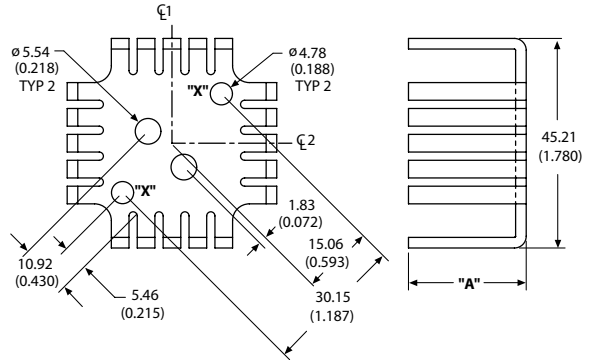 ℄1
ø5.54
(0.218)
TYP 2
ø4.78
(0.188)
TYP 2
"X"
℄2
45.21
(1.780)
"X"
1.83
(0.072)
15.06
(0.593)
10.92
(0.430)
5.46
(0.215)
30.15
(1.187)
"A"